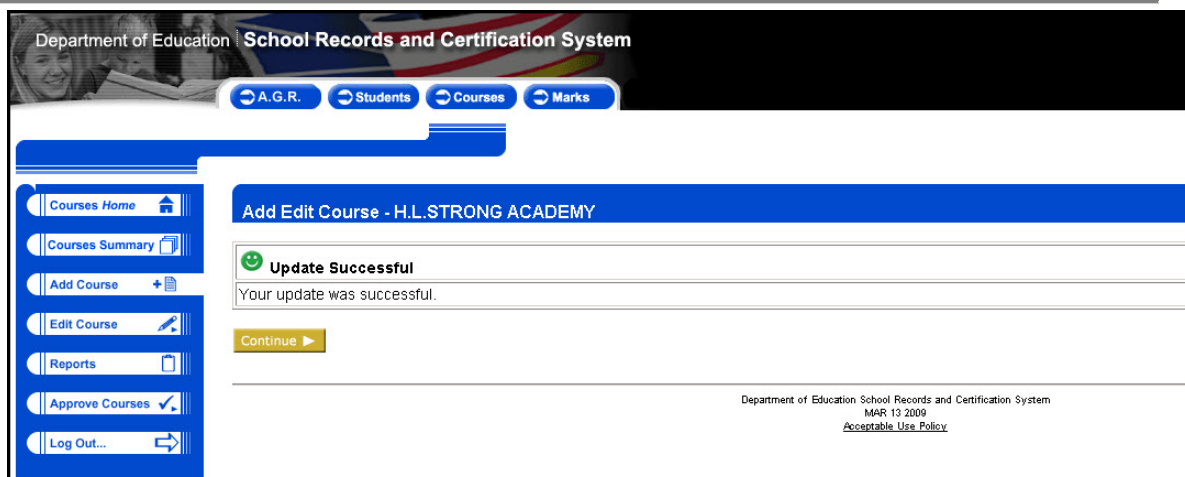 Department of Education School Records and Certification System
A.G.R. Students Courses Marks
Courses Home
Courses Summary
Add Course
Edit Course
Reports
Approve Courses
Log Out...
Add Edit Course - H.L.STRONG ACADEMY
Update Successful
Your update was successful.
Continue
Department of Education School Records and Certification System
MAR 13 2009
Acceptable Use Policy